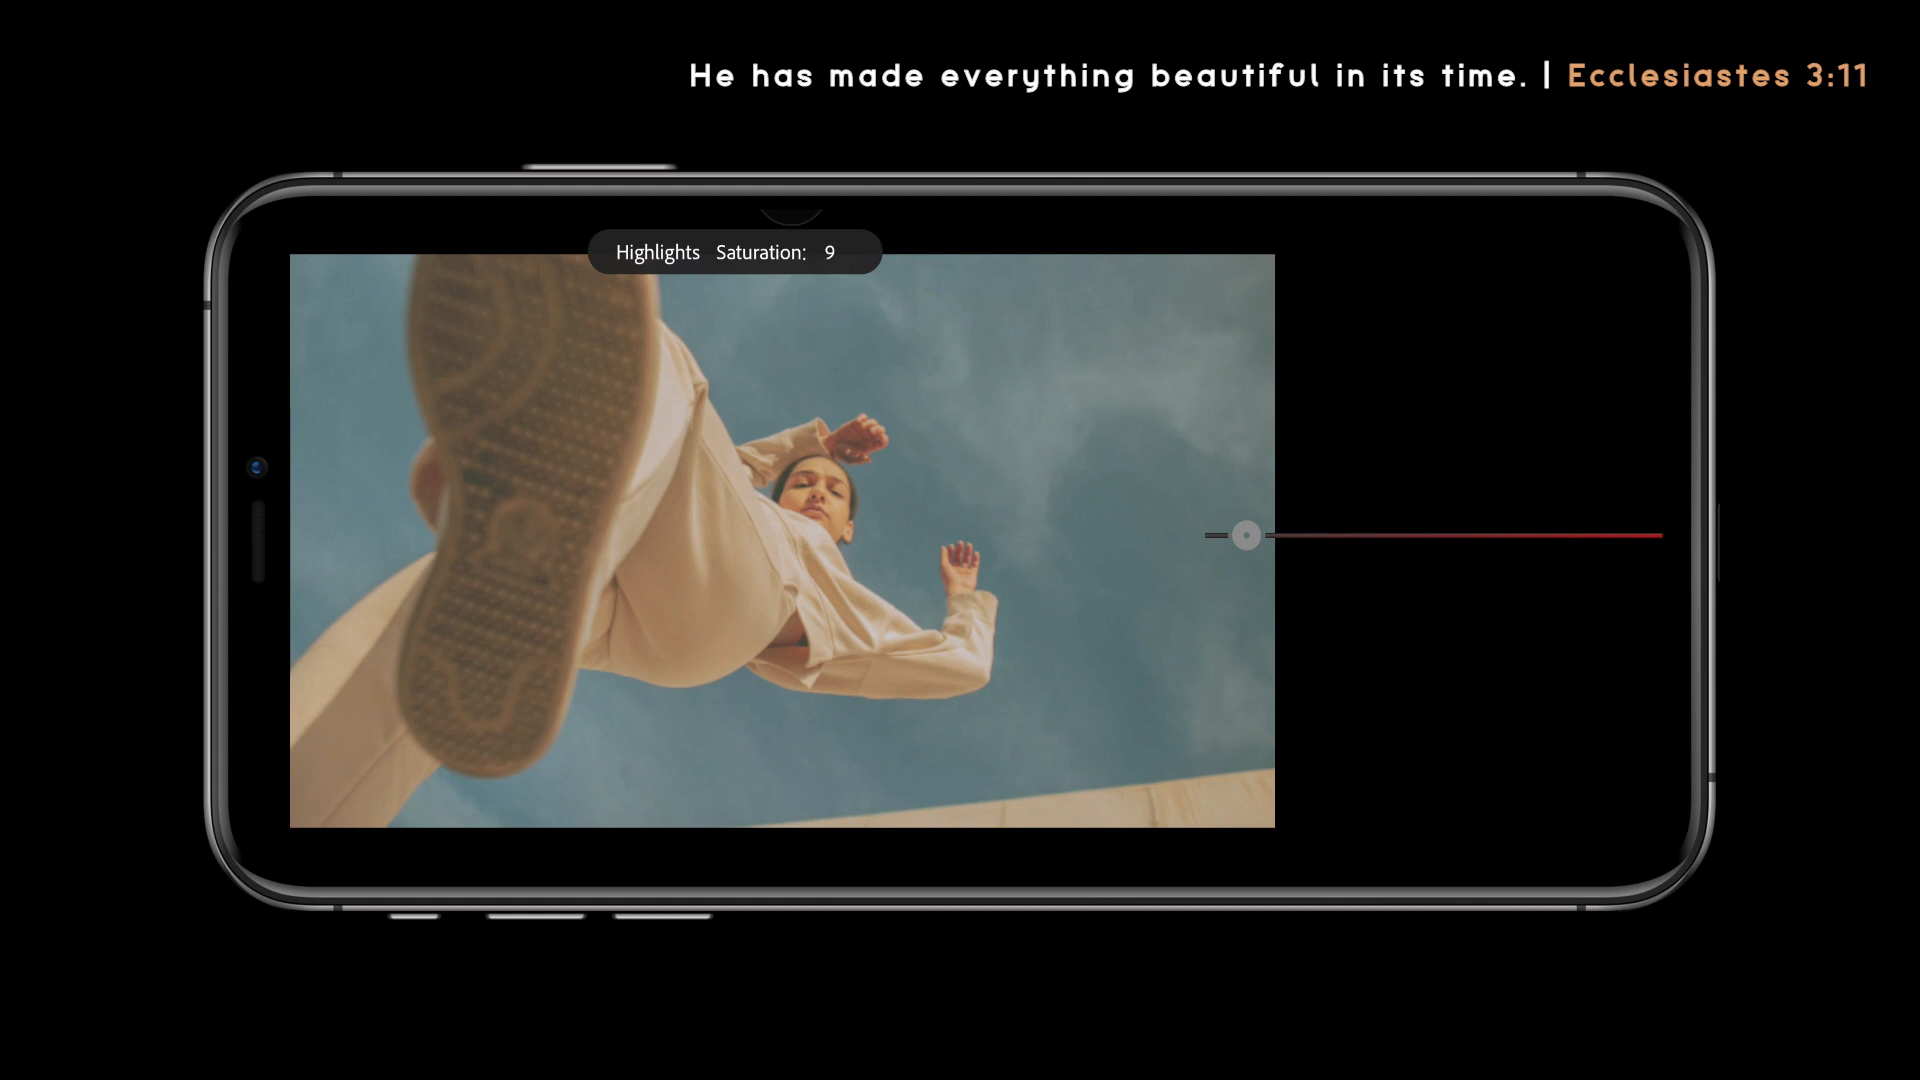 He has made everything beautiful in its time. | Ecclesiastes 3:11
Highlights Saturation: 9